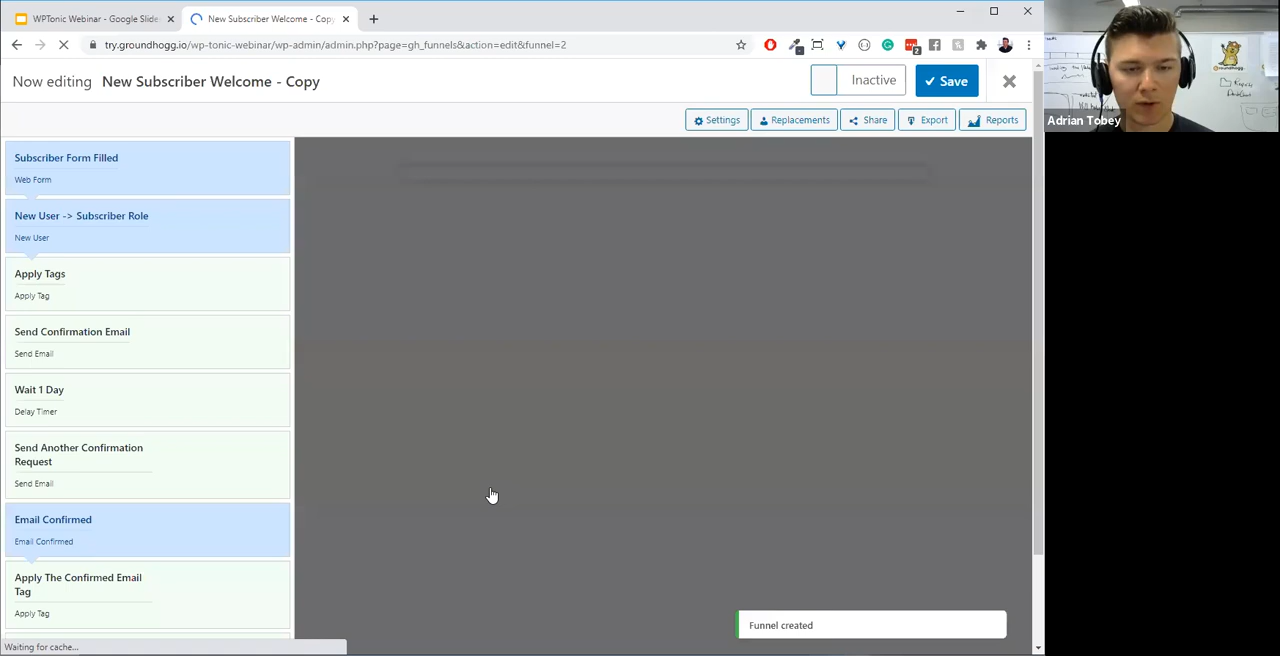 WPTonic Webinar - Google Slide
New Subscriber Welcome - Copy
try.groundhogg.io/wp-tonic-webinar/wp-admin/admin.php?page=gh_funnels&action=edit&funnel=2
Now editing New Subscriber Welcome - Copy
Inactive
Save
Settings
Replacements
Share
Export
Reports
Subscriber Form Filled
Web Form
New User -> Subscriber Role
New User
Apply Tags
Apply Tag
Send Confirmation Email
Send Email
Wait 1 Day
Delay Timer
Send Another Confirmation
Request
Send Email
Email Confirmed
Email Confirmed
Apply The Confirmed Email
Tag
Apply Tag
Funnel created
Waiting for cache...
Adrian Tobey